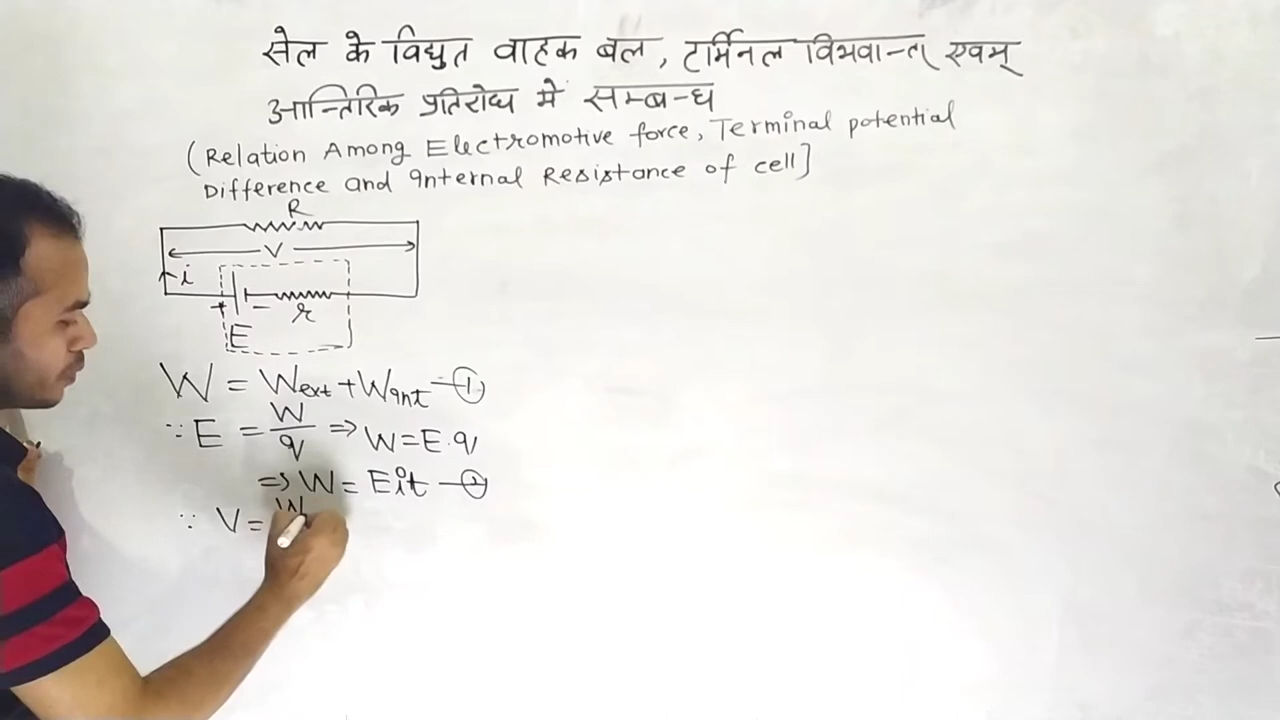 सेल के विद्युत वाहक बल, टर्मिनल विभवान्तर एवम्
आन्तिरिक प्रतिरोध मे सम्बन्ध
(Relation Among Electromotive force, Terminal potential
Difference and Internal Resistance of cell]
R
V
i
+ - r
E
W = Wext + WInt - ①
∵ E = W/q ⇒ W = E.q
⇒ W = Eit - ②
∵ V = W